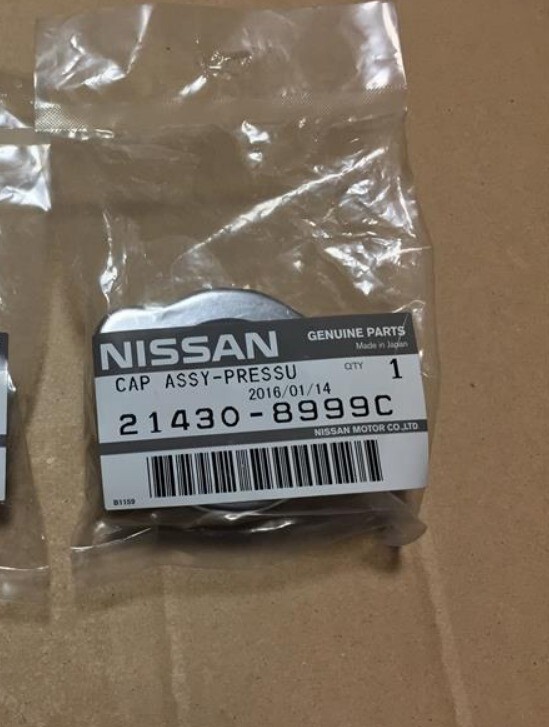 NISSAN
GENUINE PARTS
Made in Japan
CAP ASSY-PRESSU
QTY 1
2016/01/14
21430-8999C
NISSAN MOTOR CO.,LTD
B1159